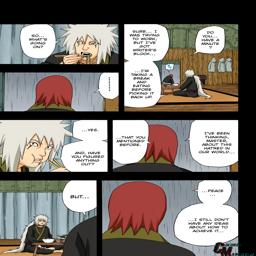 DO YOU...
HAVE A
MINUTE
?
SURE... I
WAS TRYING
TO WORK,
BUT I'VE
GOT
WRITER'S
BLOCK...
I'M
TAKING A
BREAK
AND EATING
BEFORE
PICKING IT
BACK UP.
SO...
WHAT'S
GOING
ON?
.........
I'VE BEEN
THINKING,
MASTER,
ABOUT THIS
HATRED IN
OUR WORLD...
...THAT YOU
MENTIONED
BEFORE.
...YES.
AND, HAVE YOU
FIGURED
ANYTHING
OUT?
...PEACE
...
...I STILL DON'T
HAVE ANY IDEAS
ABOUT HOW TO
ACHIEVE IT...
BUT...